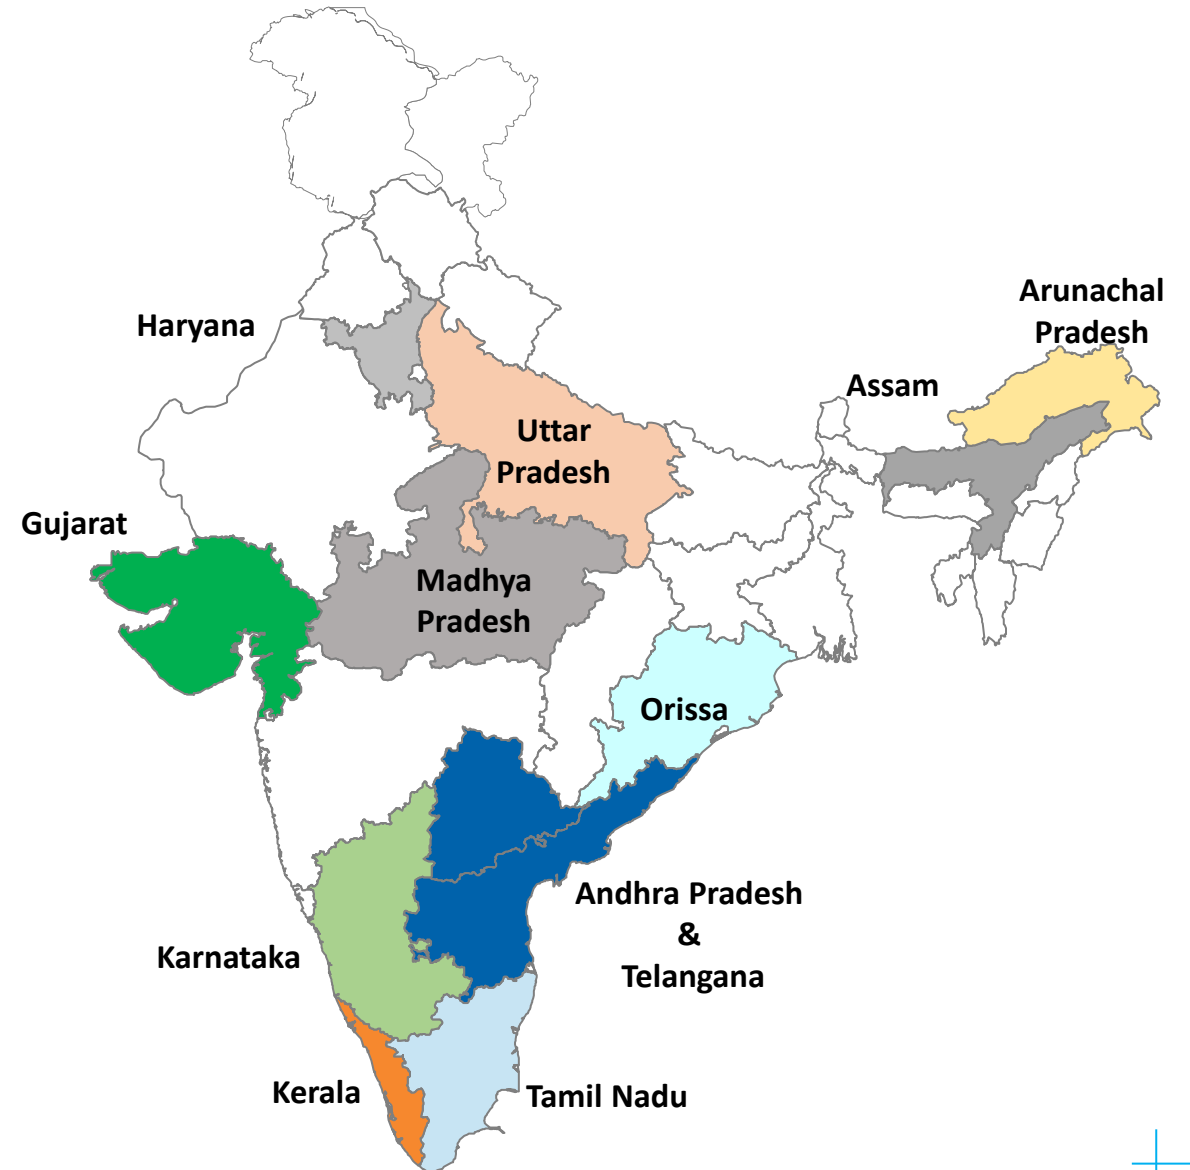 Arunachal
Pradesh
Haryana
Assam
Uttar
Pradesh
Gujarat
Madhya
Pradesh
Orissa
Andhra Pradesh
&
Telangana
Karnataka
Kerala
Tamil Nadu